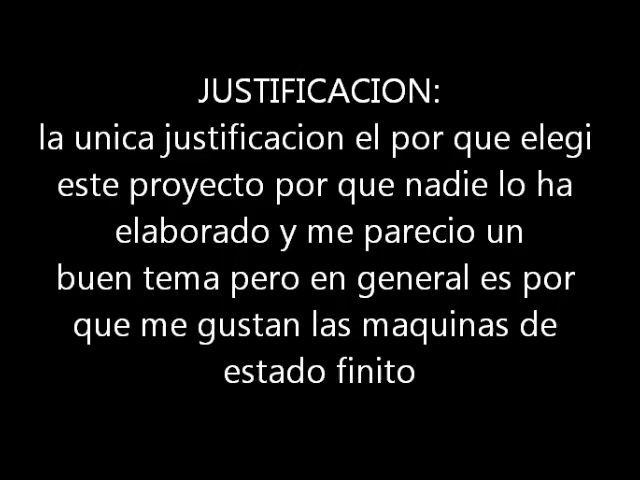 JUSTIFICACION:
la unica justificacion el por que elegi
este proyecto por que nadie lo ha
elaborado y me parecio un
buen tema pero en general es por
que me gustan las maquinas de
estado finito